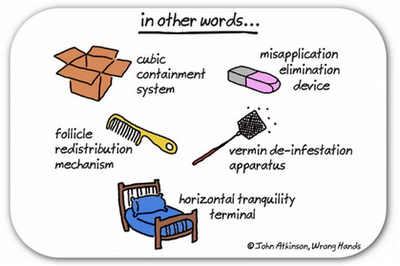 in other words...
cubic
containment
system
misapplication
elimination
device
follicle
redistribution
mechanism
vermin de-infestation
apparatus
horizontal tranquility
terminal
© John Atkinson, Wrong Hands